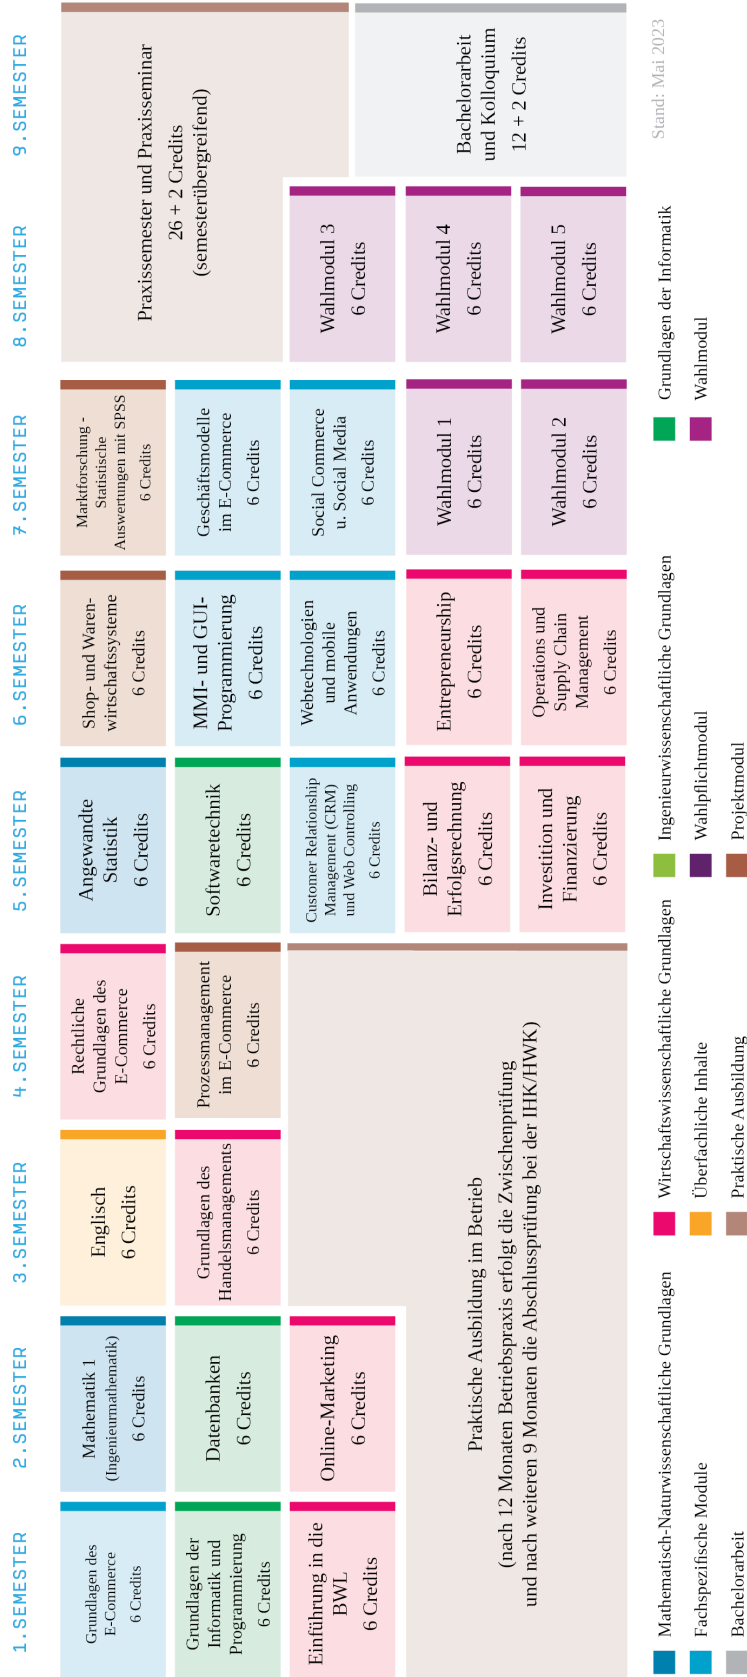 1.SEMESTER
Grundlagen des
E-Commerce
6 Credits
Grundlagen der
Informatik und
Programmierung
6 Credits
Einführung in die
BWL
6 Credits
2.SEMESTER
Mathematik 1
(Ingenieurmathematik)
6 Credits
Datenbanken
6 Credits
Online-Marketing
6 Credits
3.SEMESTER
Englisch
6 Credits
Grundlagen des
Handelsmanagements
6 Credits
4.SEMESTER
Rechtliche
Grundlagen des
E-Commerce
6 Credits
Prozessmanagement
im E-Commerce
6 Credits
Praktische Ausbildung im Betrieb
(nach 12 Monaten Betriebspraxis erfolgt die Zwischenprüfung
und nach weiteren 9 Monaten die Abschlussprüfung bei der IHK/HWK)
5.SEMESTER
Angewandte
Statistik
6 Credits
Softwaretechnik
6 Credits
Customer Relationship
Management (CRM)
und Web Controlling
6 Credits
Bilanz- und
Erfolgsrechnung
6 Credits
Investition und
Finanzierung
6 Credits
6.SEMESTER
Shop- und Waren-
wirtschaftssysteme
6 Credits
MMI- und GUI-
Programmierung
6 Credits
Webtechnologien
und mobile
Anwendungen
6 Credits
Entrepreneurship
6 Credits
Operations und
Supply Chain
Management
6 Credits
7.SEMESTER
Marktforschung -
Statistische
Auswertungen mit SPSS
6 Credits
Geschäftsmodelle
im E-Commerce
6 Credits
Social Commerce
u. Social Media
6 Credits
Wahlmodul 1
6 Credits
Wahlmodul 2
6 Credits
8.SEMESTER
Wahlmodul 3
6 Credits
Wahlmodul 4
6 Credits
Wahlmodul 5
6 Credits
9.SEMESTER
Praxissemester und Praxisseminar
26 + 2 Credits
(semesterübergreifend)
Bachelorarbeit
und Kolloquium
12 + 2 Credits
Mathematisch-Naturwissenschaftliche Grundlagen
Fachspezifische Module
Bachelorarbeit
Wirtschaftswissenschaftliche Grundlagen
Überfachliche Inhalte
Praktische Ausbildung
Ingenieurwissenschaftliche Grundlagen
Wahlpflichtmodul
Projektmodul
Grundlagen der Informatik
Wahlmodul
Stand: Mai 2023